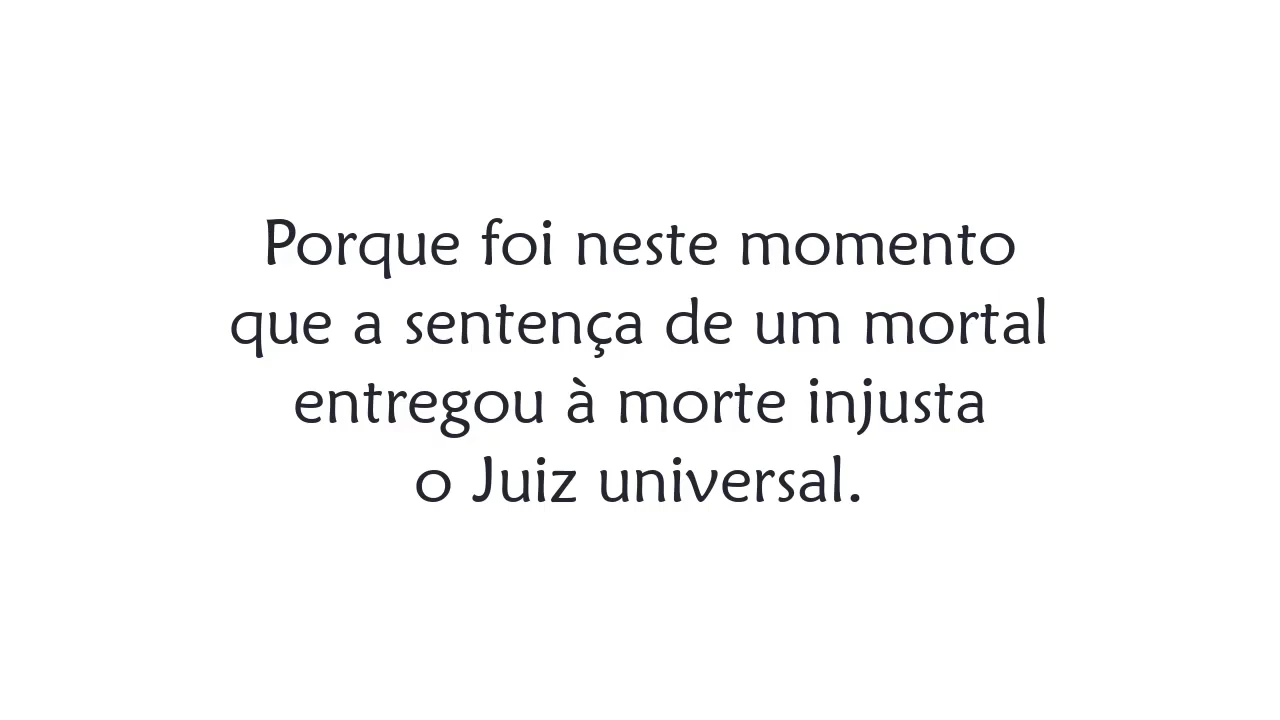 Porque foi neste momento
que a sentença de um mortal
entregou à morte injusta
o Juiz universal.